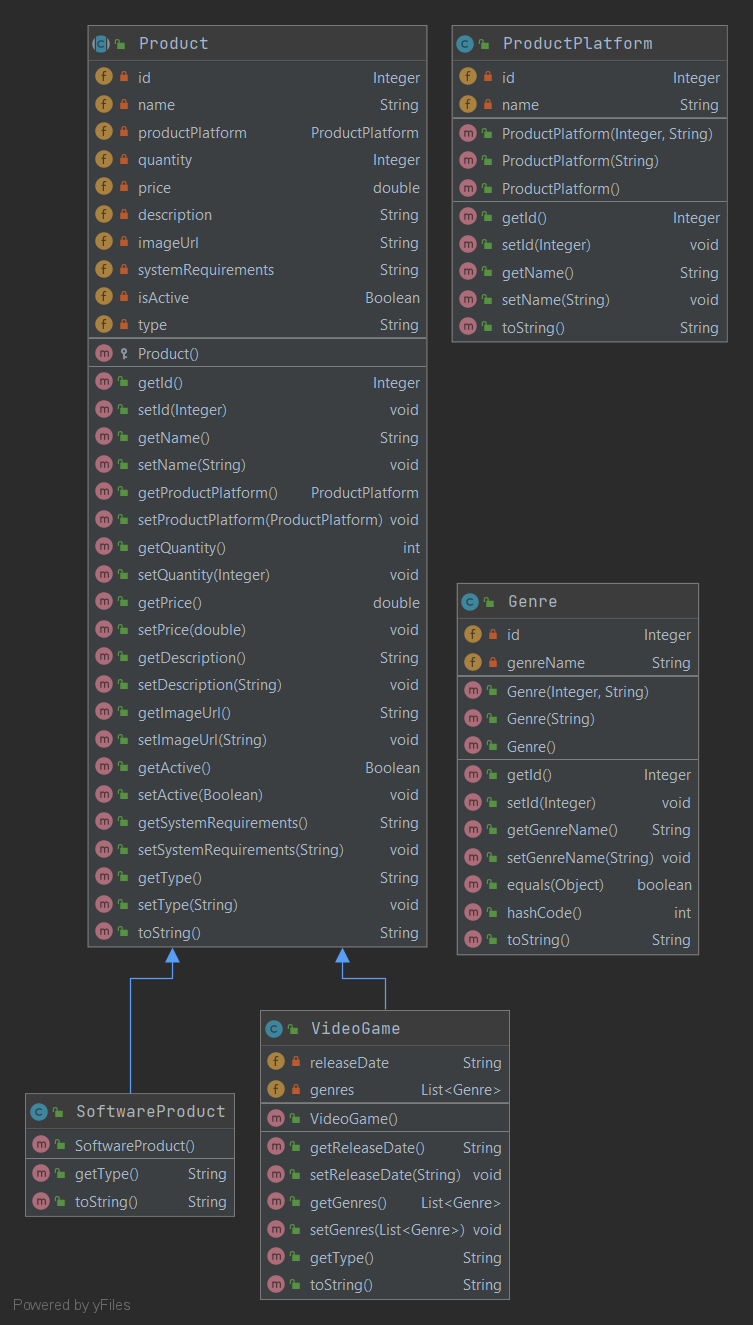 Product
id Integer
name String
productPlatform ProductPlatform
quantity Integer
price double
description String
imageUrl String
systemRequirements String
isActive Boolean
type String
Product()
getId() Integer
setId(Integer) void
getName() String
setName(String) void
getProductPlatform() ProductPlatform
setProductPlatform(ProductPlatform) void
getQuantity() int
setQuantity(Integer) void
getPrice() double
setPrice(double) void
getDescription() String
setDescription(String) void
getImageUrl() String
setImageUrl(String) void
getActive() Boolean
setActive(Boolean) void
getSystemRequirements() String
setSystemRequirements(String) void
getType() String
setType(String) void
toString() String
ProductPlatform
id Integer
name String
ProductPlatform(Integer, String)
ProductPlatform(String)
ProductPlatform()
getId() Integer
setId(Integer) void
getName() String
setName(String) void
toString() String
Genre
id Integer
genreName String
Genre(Integer, String)
Genre(String)
Genre()
getId() Integer
setId(Integer) void
getGenreName() String
setGenreName(String) void
equals(Object) boolean
hashCode() int
toString() String
SoftwareProduct
SoftwareProduct()
getType() String
toString() String
VideoGame
releaseDate String
genres List<Genre>
VideoGame()
getReleaseDate() String
setReleaseDate(String) void
getGenres() List<Genre>
setGenres(List<Genre>) void
getType() String
toString() String
Powered by yFiles